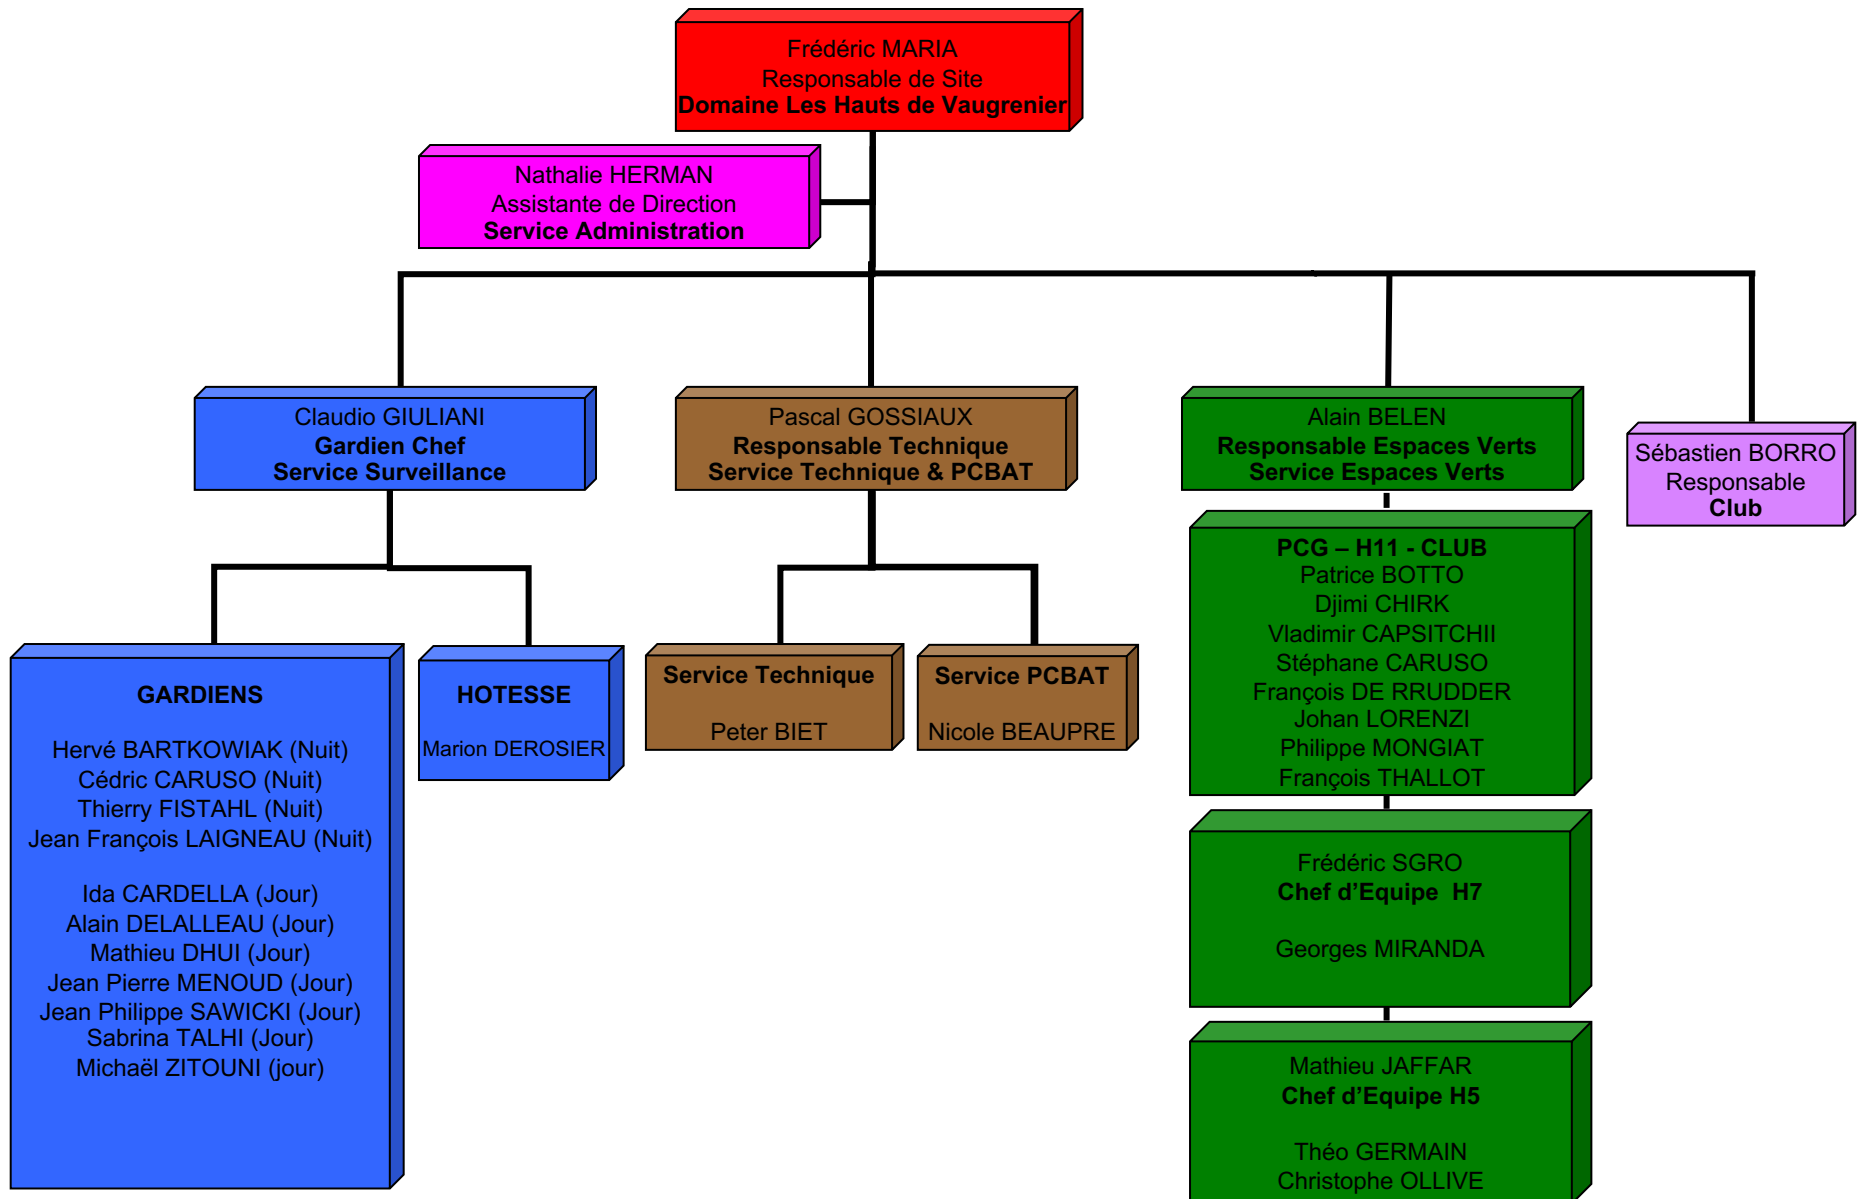 Frédéric MARIA
Responsable de Site
Domaine Les Hauts de Vaugrenier
Nathalie HERMAN
Assistante de Direction
Service Administration
Claudio GIULIANI
Gardien Chef
Service Surveillance
Pascal GOSSIAUX
Responsable Technique
Service Technique & PCBAT
Alain BELEN
Responsable Espaces Verts
Service Espaces Verts
Sébastien BORRO
Responsable
Club
GARDIENS
Hervé BARTKOWIAK (Nuit)
Cédric CARUSO (Nuit)
Thierry FISTAHL (Nuit)
Jean François LAIGNEAU (Nuit)
Ida CARDELLA (Jour)
Alain DELALLEAU (Jour)
Mathieu DHUI (Jour)
Jean Pierre MENOUD (Jour)
Jean Philippe SAWICKI (Jour)
Sabrina TALHI (Jour)
Michaël ZITOUNI (jour)
HOTESSE
Marion DEROSIER
Service Technique
Peter BIET
Service PCBAT
Nicole BEAUPRE
PCG – H11 - CLUB
Patrice BOTTO
Djimi CHIRK
Vladimir CAPSITCHII
Stéphane CARUSO
François DE RRUDDER
Johan LORENZI
Philippe MONGIAT
François THALLOT
Frédéric SGRO
Chef d’Equipe  H7
Georges MIRANDA
Mathieu JAFFAR
Chef d’Equipe H5
Théo GERMAIN
Christophe OLLIVE